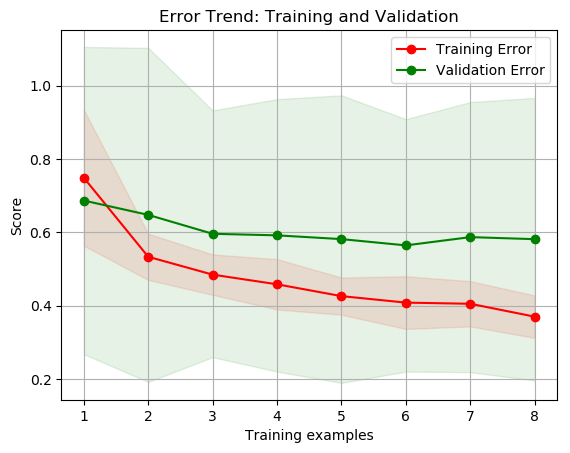 Error Trend: Training and Validation
Training Error
Validation Error
1.0
0.8
0.6
0.4
0.2
Score
1 2 3 4 5 6 7 8
Training examples